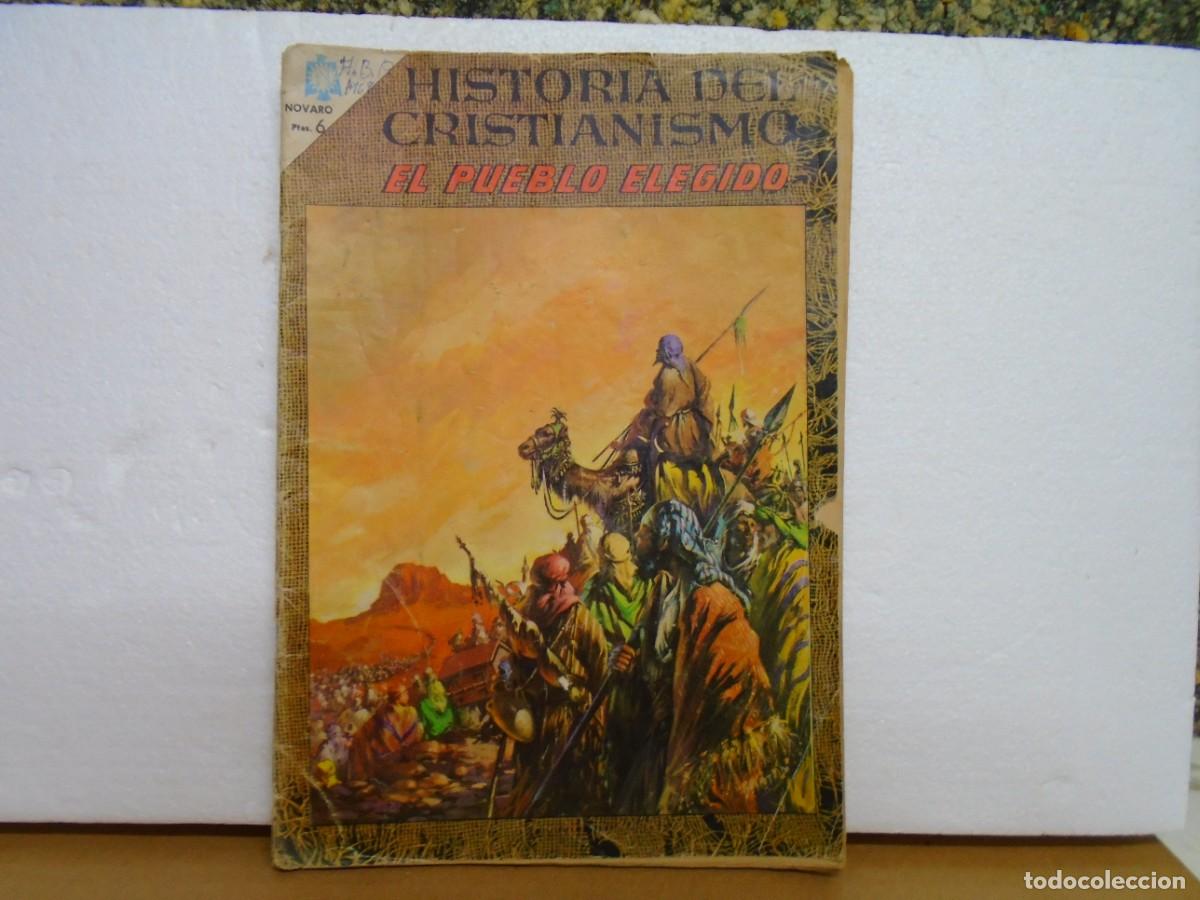 HISTORIA DEL
CRISTIANISMO
EL PUEBLO ELEGIDO
NOVARO
Ptas. 6
todocoleccion